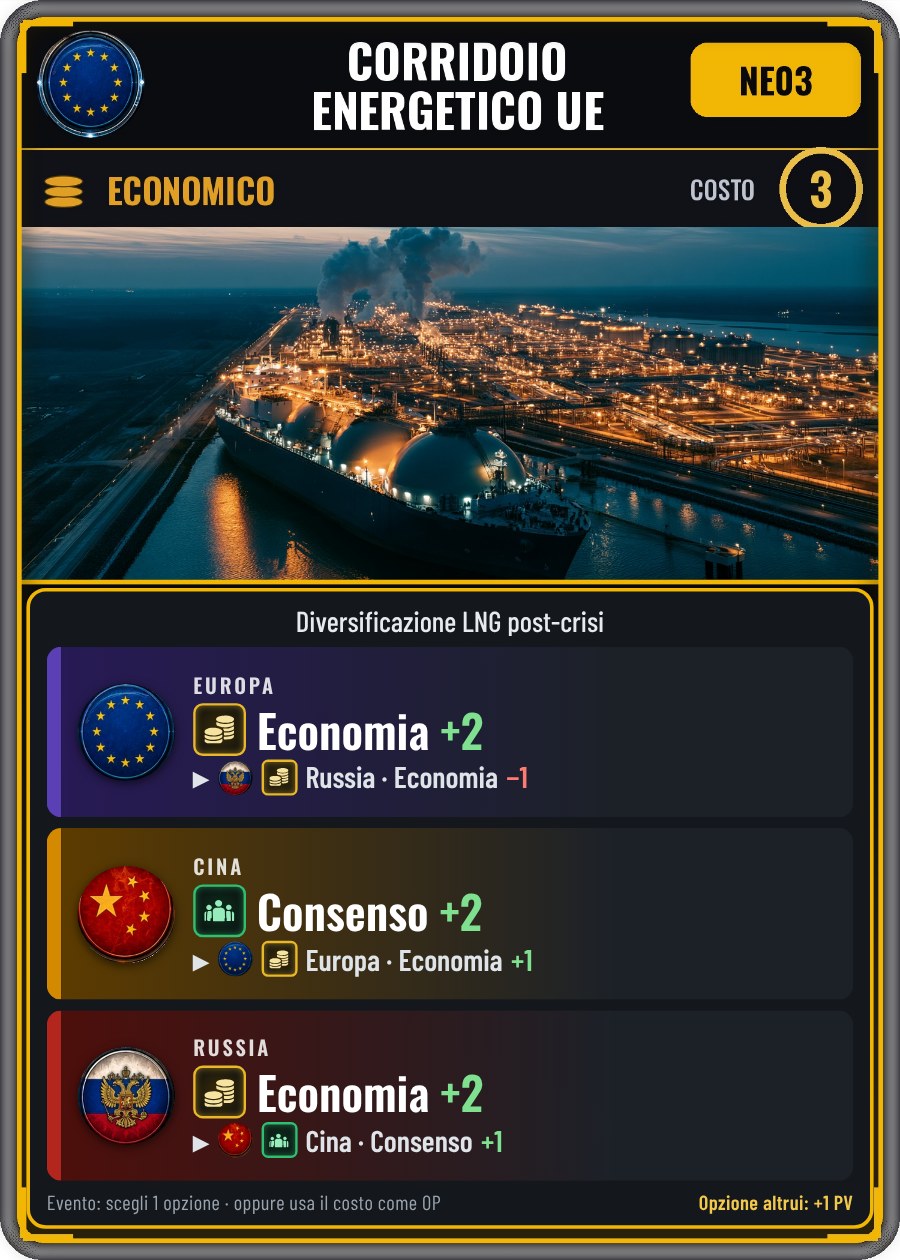 CORRIDOIO
ENERGETICO UE
NE03
ECONOMICO
COSTO
3
Diversificazione LNG post-crisi
EUROPA
Economia +2
▶ Russia · Economia −1
CINA
Consenso +2
▶ Europa · Economia +1
RUSSIA
Economia +2
▶ Cina · Consenso +1
Evento: scegli 1 opzione · oppure usa il costo come OP
Opzione altrui: +1 PV